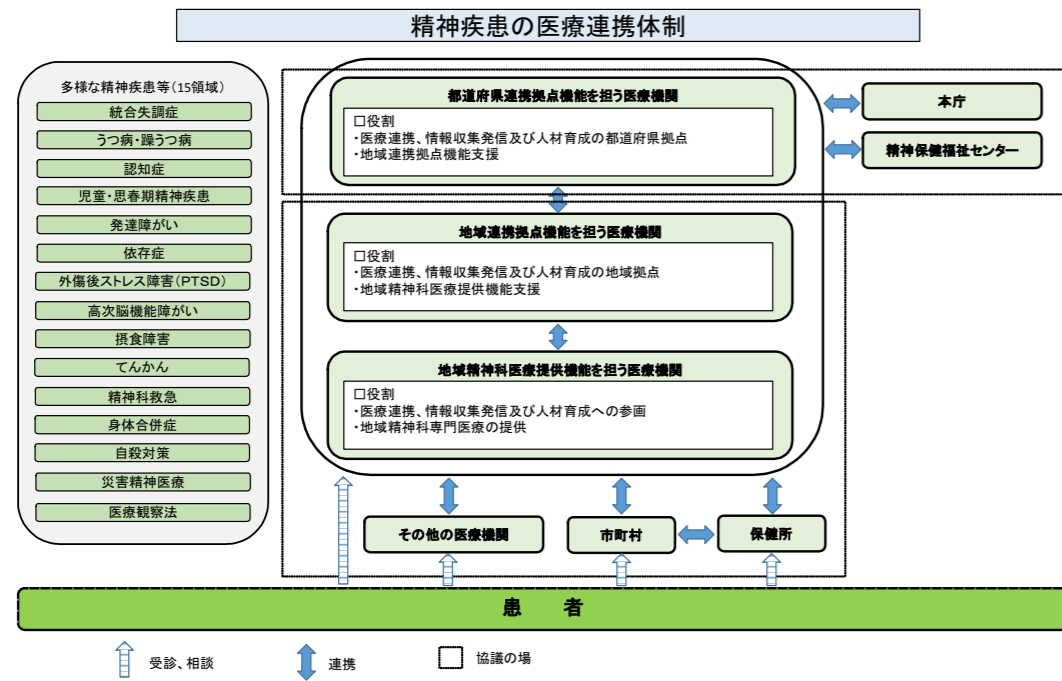 精神疾患の医療連携体制
多様な精神疾患等(15領域)
統合失調症
うつ病・躁うつ病
認知症
児童・思春期精神疾患
発達障がい
依存症
外傷後ストレス障害(PTSD)
高次脳機能障がい
摂食障害
てんかん
精神科救急
身体合併症
自殺対策
災害精神医療
医療観察法
都道府県連携拠点機能を担う医療機関
□役割
・医療連携、情報収集発信及び人材育成の都道府県拠点
・地域連携拠点機能支援
本庁
精神保健福祉センター
地域連携拠点機能を担う医療機関
□役割
・医療連携、情報収集発信及び人材育成の地域拠点
・地域精神科医療提供機能支援
地域精神科医療提供機能を担う医療機関
□役割
・医療連携、情報収集発信及び人材育成への参画
・地域精神科専門医療の提供
その他の医療機関
市町村
保健所
患 者
受診、相談
連携
協議の場